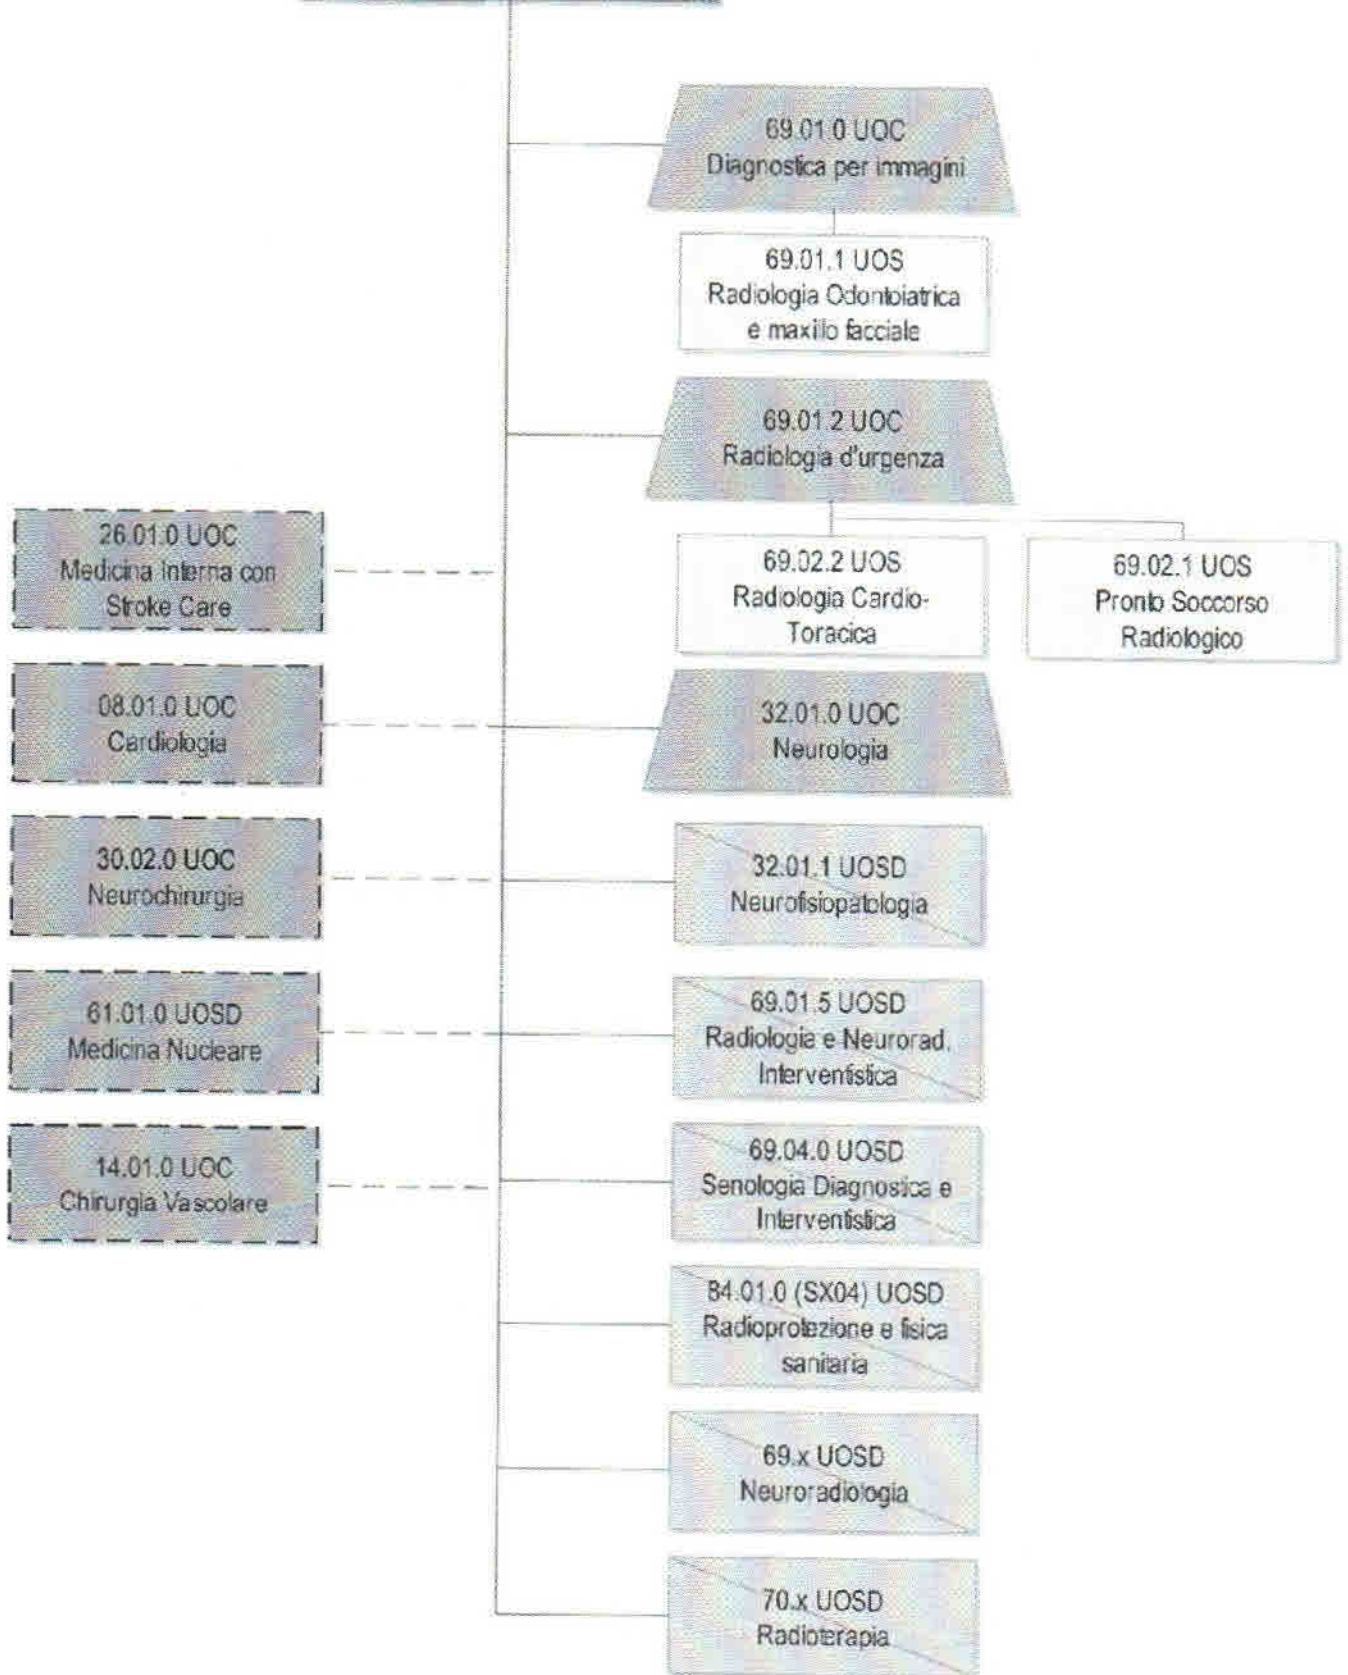 69.01.0 UOC
Diagnostica per immagini
69.01.1 UOS
Radiologia Odontoiatrica
e maxillo facciale
69.01.2 UOC
Radiologia d'urgenza
69.02.2 UOS
Radiologia Cardio-
Toracica
69.02.1 UOS
Pronto Soccorso
Radiologico
26.01.0 UOC
Medicina Interna con
Stroke Care
08.01.0 UOC
Cardiologia
32.01.0 UOC
Neurologia
30.02.0 UOC
Neurochirurgia
32.01.1 UOSD
Neurofisiopatologia
61.01.0 UOSD
Medicina Nucleare
69.01.5 UOSD
Radiologia e Neurorad.
Interventistica
14.01.0 UOC
Chirurgia Vascolare
69.04.0 UOSD
Senologia Diagnostica e
Interventistica
84.01.0 (SX04) UOSD
Radioprotezione e fisica
sanitaria
69.x UOSD
Neuroradiologia
70.x UOSD
Radioterapia